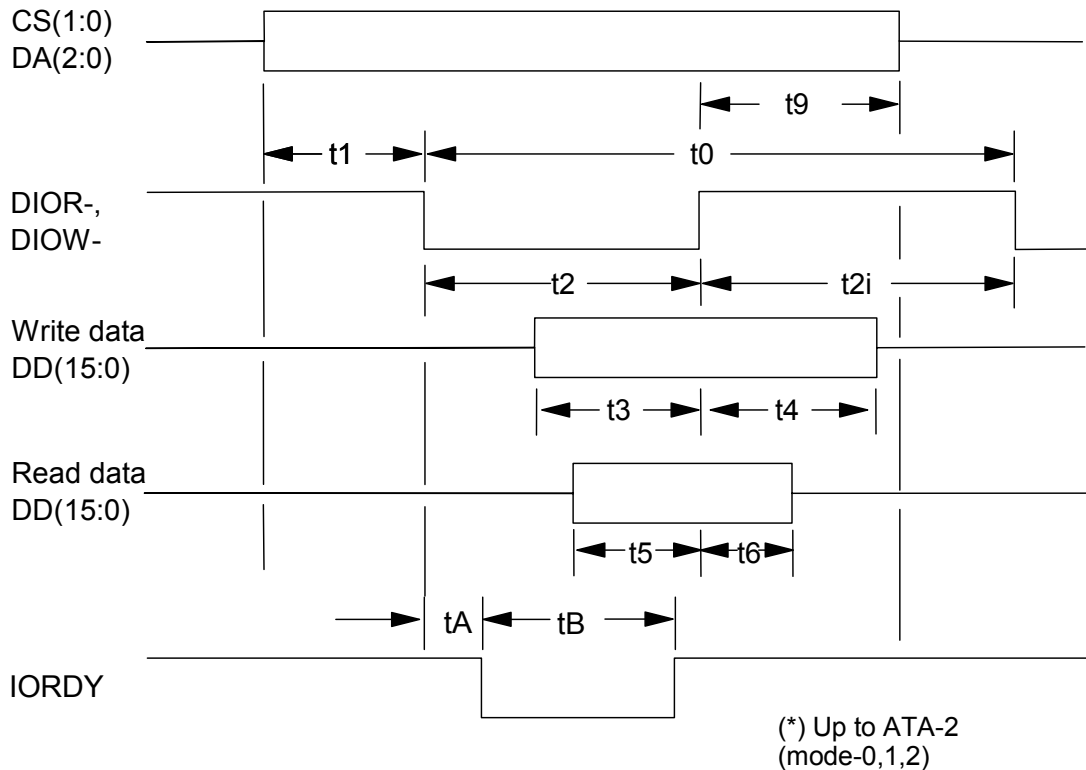 CS(1:0)
DA(2:0)
t9
t1
t0
DIOR-,
DIOW-
t2
t2i
Write data
DD(15:0)
t3
t4
Read data
DD(15:0)
t5
t6
tA
tB
IORDY
(*) Up to ATA-2
(mode-0,1,2)